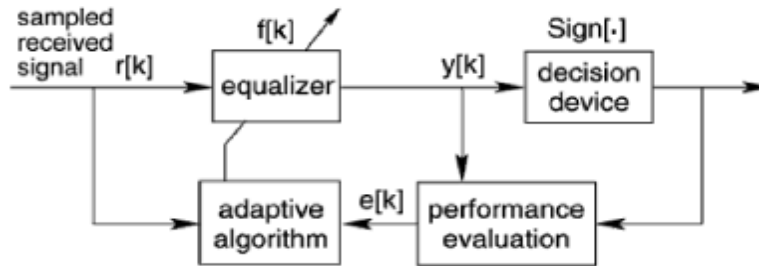 sampled
received
signal
r[k]
f[k]
equalizer
y[k]
Sign[·]
decision
device
adaptive
algorithm
e[k]
performance
evaluation